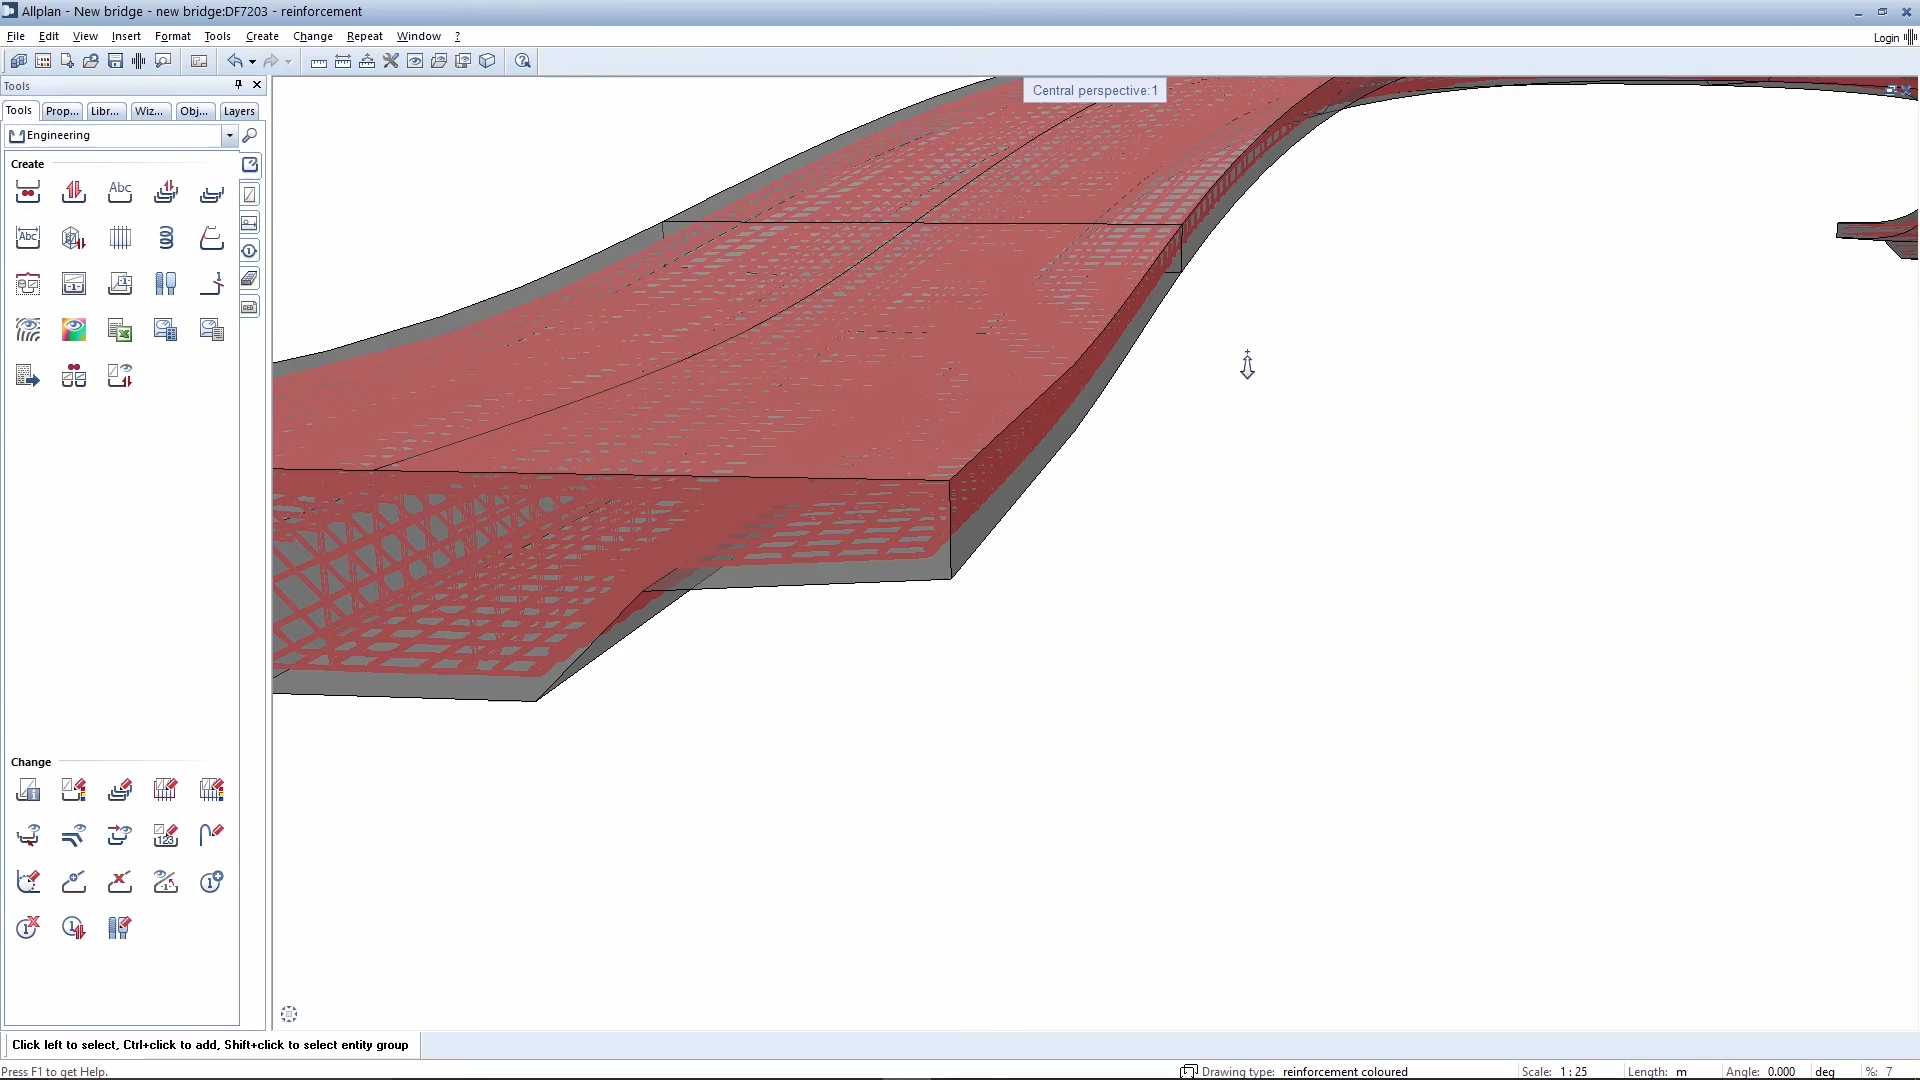 Allplan - New bridge - new bridge:DF7203 - reinforcement
File Edit View Insert Format Tools Create Change Repeat Window ?
Login
Tools
Tools Prop... Libr... Wiz... Obj... Layers
Engineering
Create
Abc
Abc
Change
123
Central perspective:1
Click left to select, Ctrl+click to add, Shift+click to select entity group
Press F1 to get Help.
Drawing type: reinforcement coloured Scale: 1 : 25 Length: m Angle: 0.000 deg %: 7